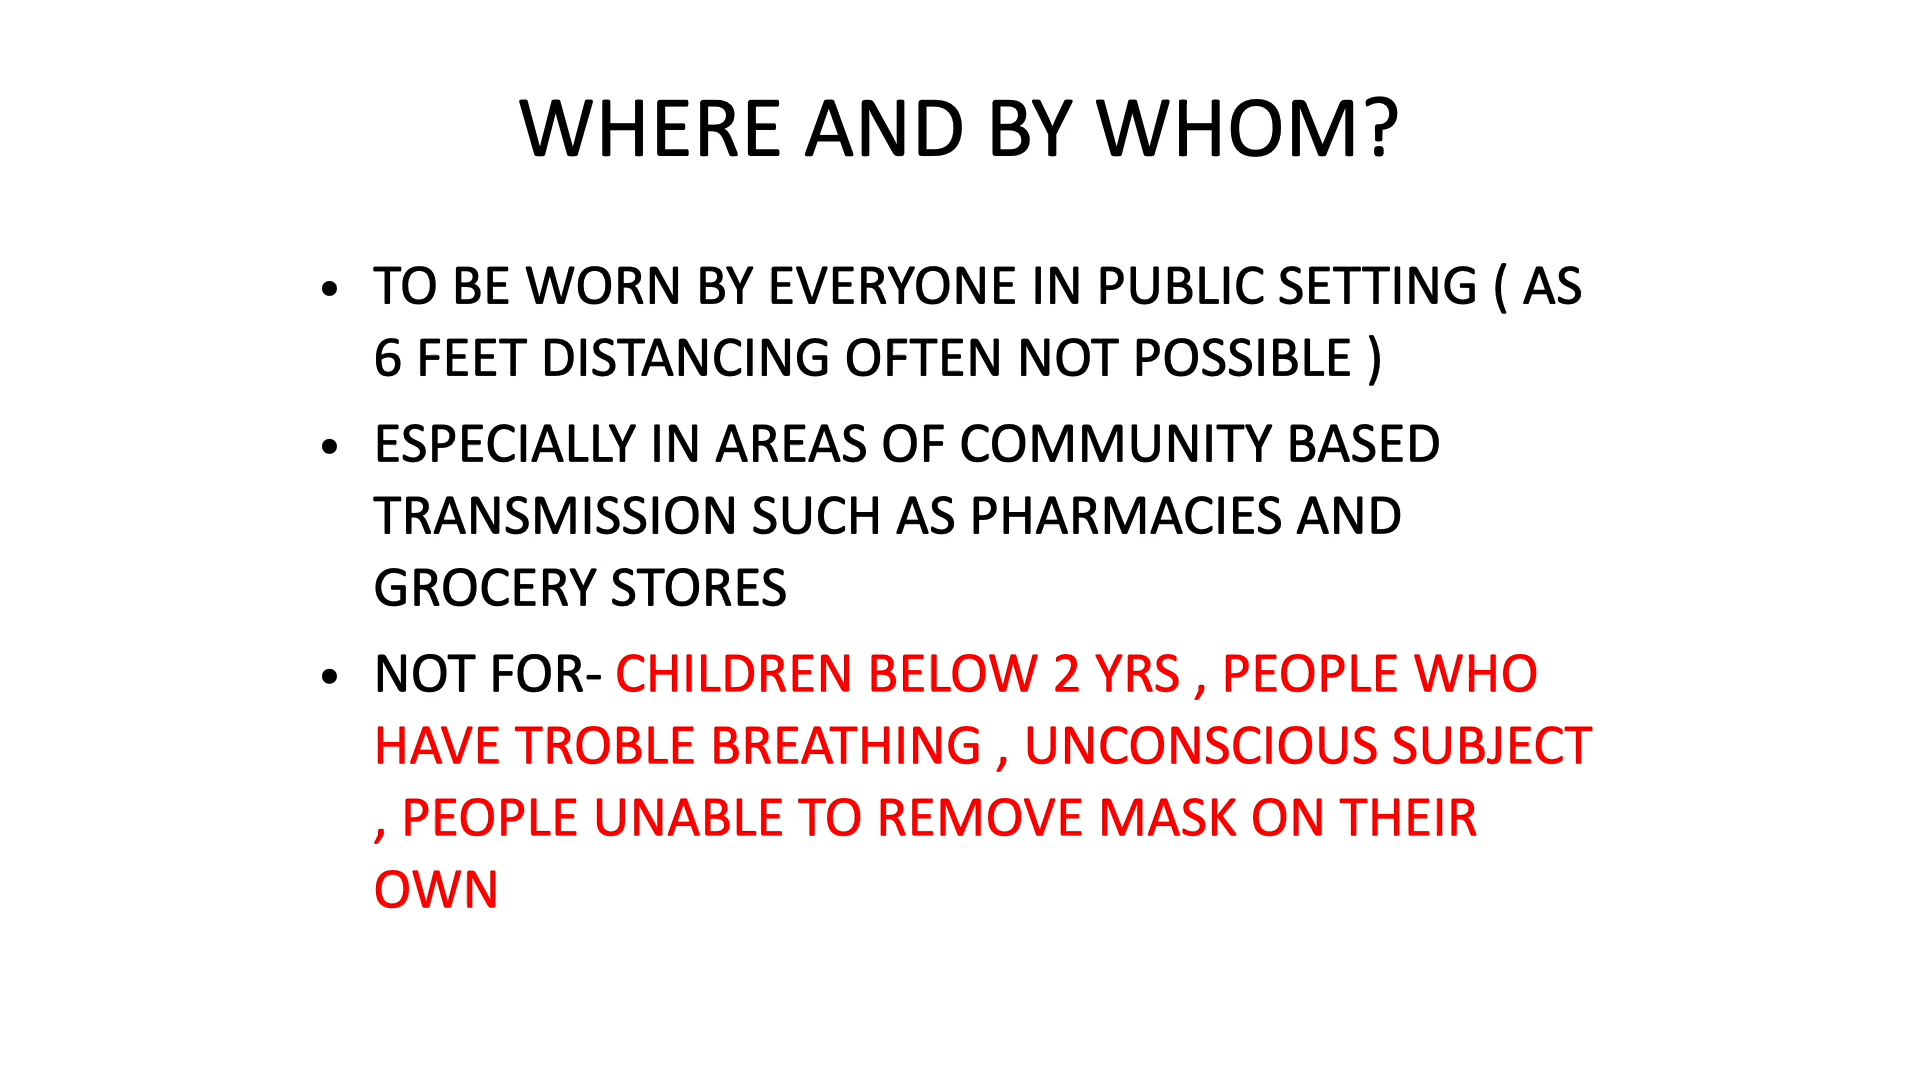 WHERE AND BY WHOM?
• TO BE WORN BY EVERYONE IN PUBLIC SETTING ( AS
6 FEET DISTANCING OFTEN NOT POSSIBLE )
• ESPECIALLY IN AREAS OF COMMUNITY BASED
TRANSMISSION SUCH AS PHARMACIES AND
GROCERY STORES
• NOT FOR- CHILDREN BELOW 2 YRS , PEOPLE WHO
HAVE TROBLE BREATHING , UNCONSCIOUS SUBJECT
, PEOPLE UNABLE TO REMOVE MASK ON THEIR
OWN